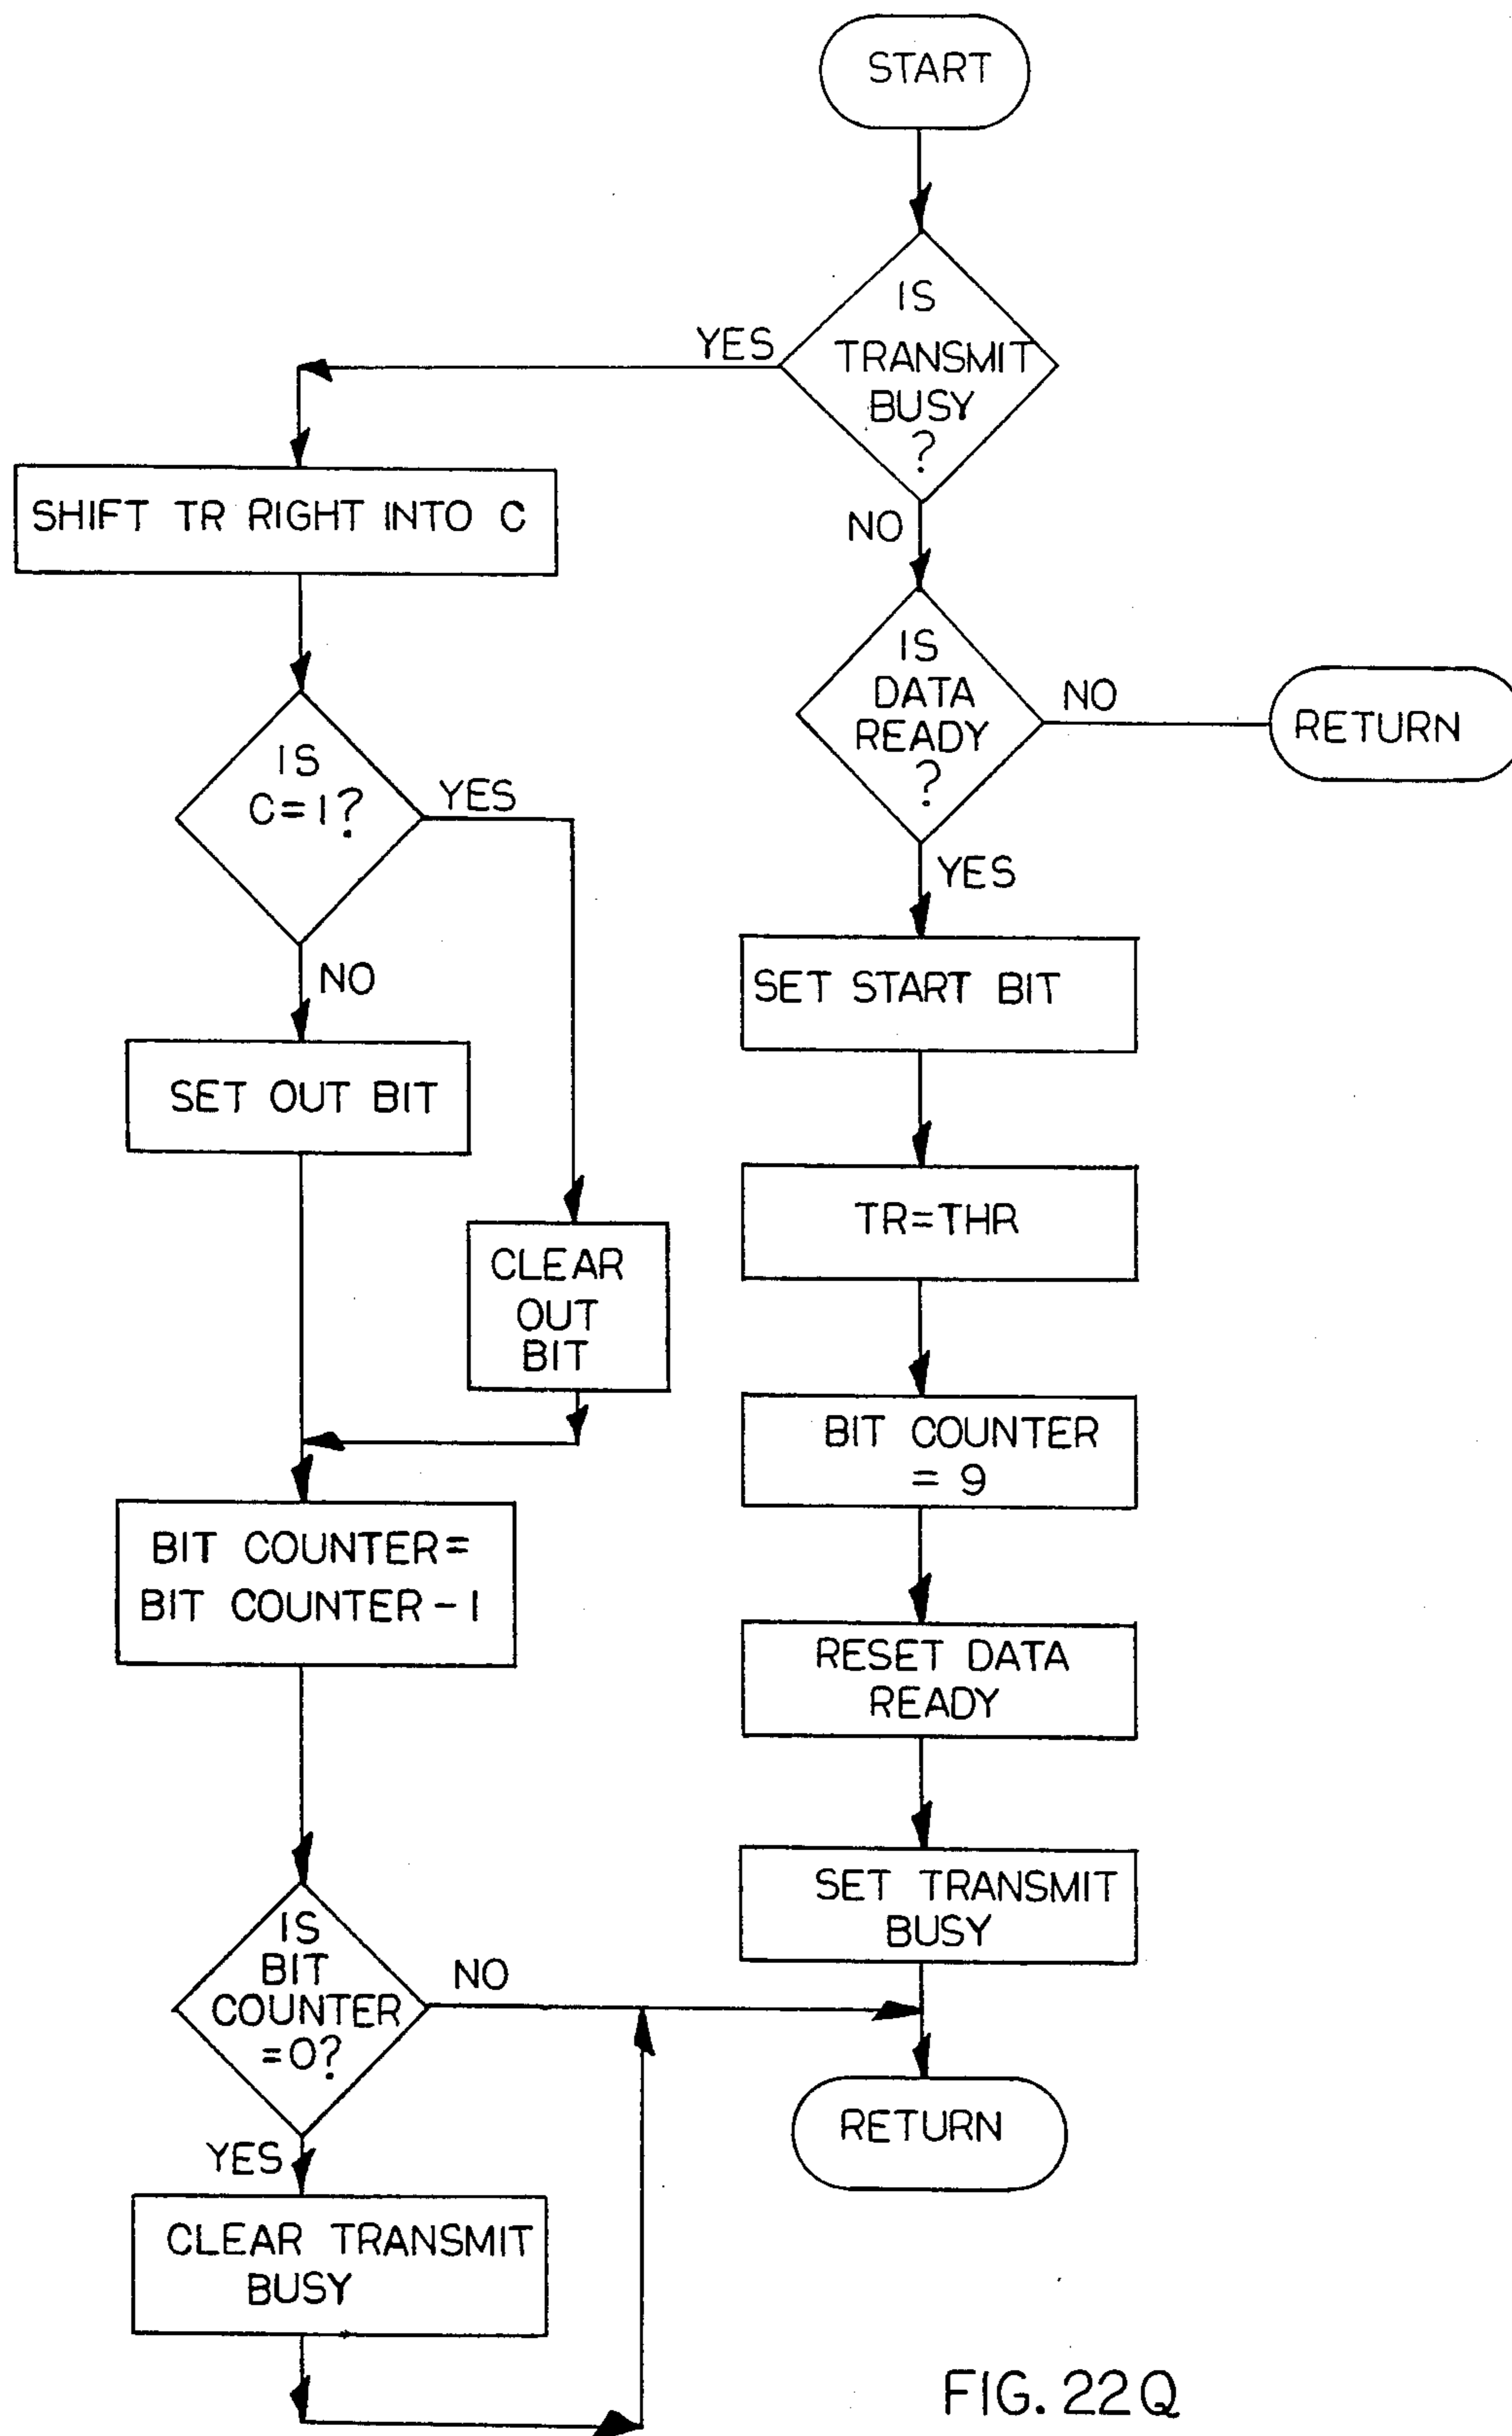 START
IS
TRANSMIT
BUSY
?
YES
NO
SHIFT TR RIGHT INTO C
IS
DATA
READY
?
NO
RETURN
YES
IS
C=1?
YES
NO
SET START BIT
SET OUT BIT
TR=THR
CLEAR
OUT
BIT
BIT COUNTER
= 9
BIT COUNTER=
BIT COUNTER-1
RESET DATA
READY
SET TRANSMIT
BUSY
IS
BIT
COUNTER
=0?
NO
YES
RETURN
CLEAR TRANSMIT
BUSY
FIG. 22Q